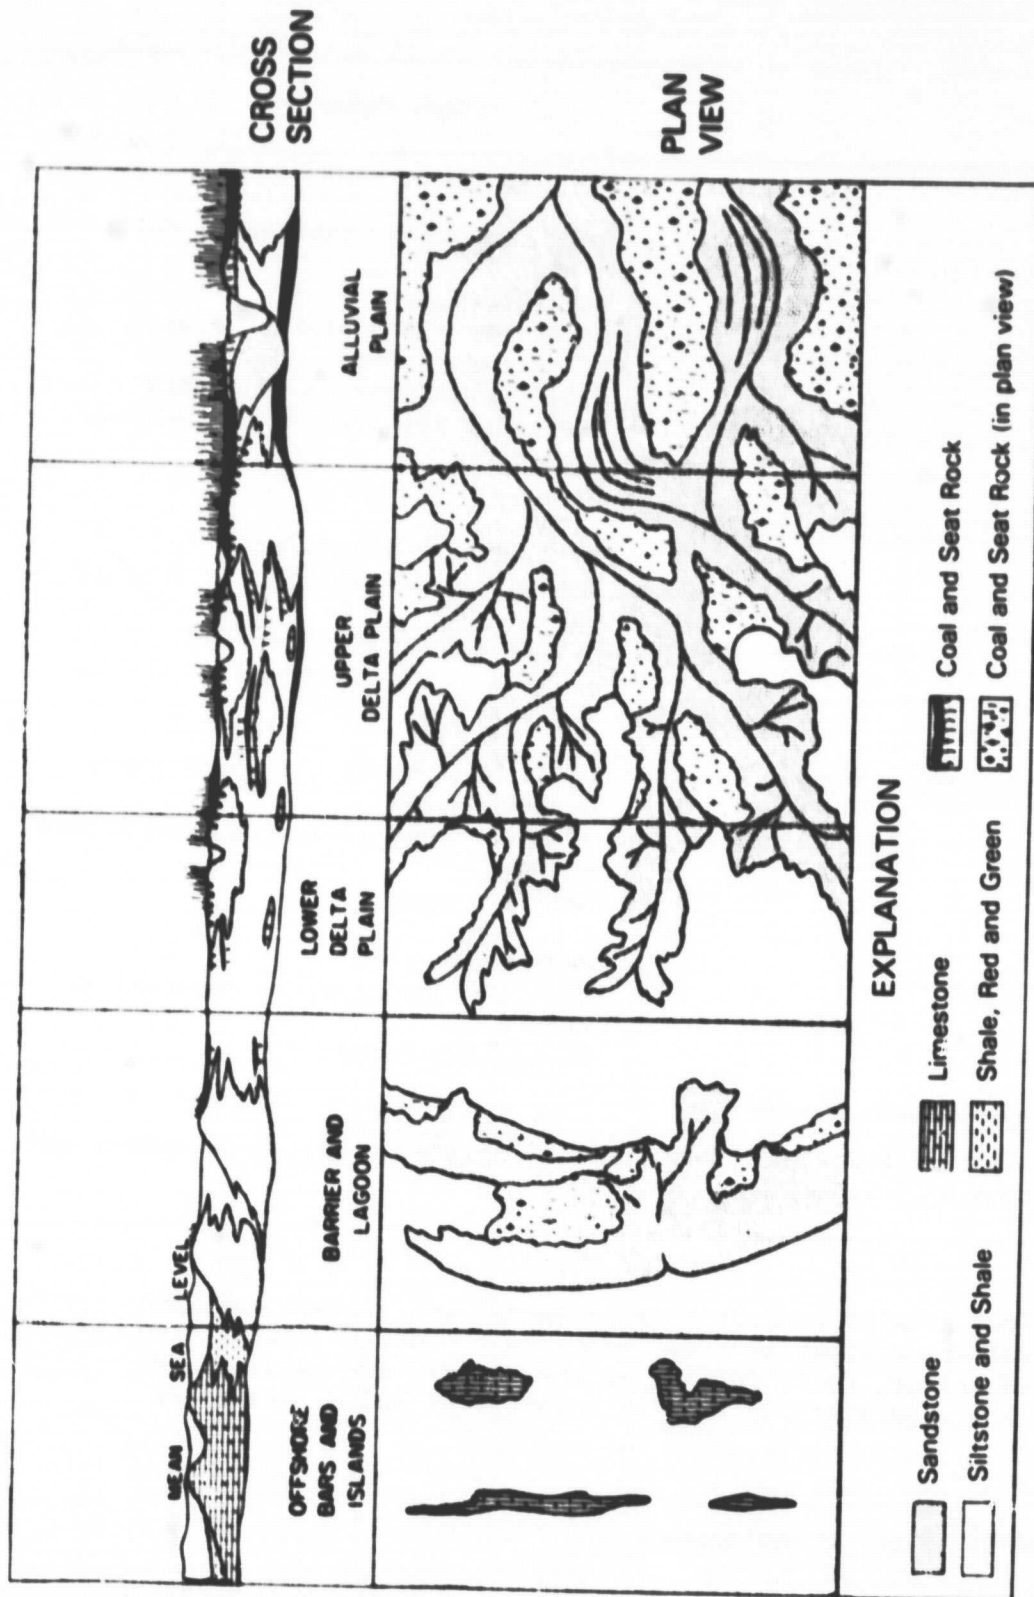 CROSS
SECTION
MEAN SEA LEVEL
OFFSHORE
BARS AND
ISLANDS
BARRIER AND
LAGOON
LOWER
DELTA
PLAIN
UPPER
DELTA PLAIN
ALLUVIAL
PLAIN
PLAN
VIEW
EXPLANATION
Sandstone
Limestone
Coal and Seat Rock
Siltstone and Shale
Shale, Red and Green
Coal and Seat Rock (in plan view)